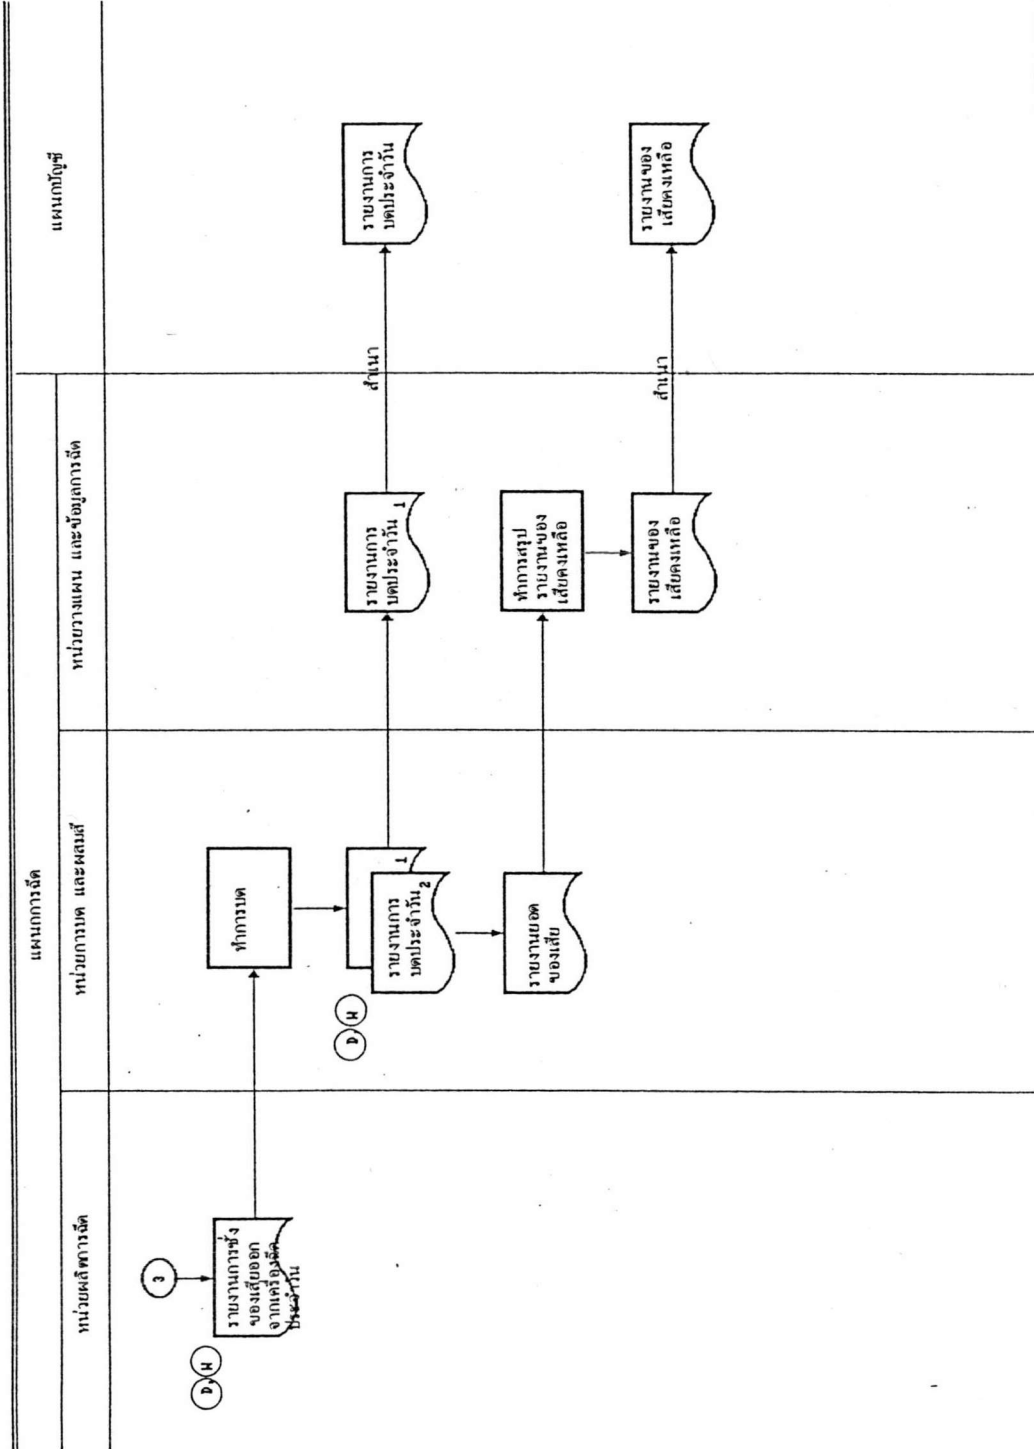 แผนกการฉีด
แผนกบัญชี
หน่วยผลิตการฉีด
หน่วยการบด และผสมสี
หน่วยวางแผน และข้อมูลการฉีด
3
D, W
รายงานการชั่ง
ของเสียออก
จากเครื่องฉีด
ประจำวัน
ทำการบด
D, W
1
รายงานการ
บดประจำวัน 2
รายงานยอด
ของเสีย
รายงานการ
บดประจำวัน 1
สำเนา
รายงานการ
บดประจำวัน
ทำการสรุป
รายงานของ
เสียคงเหลือ
รายงานของ
เสียคงเหลือ
สำเนา
รายงานของ
เสียคงเหลือ